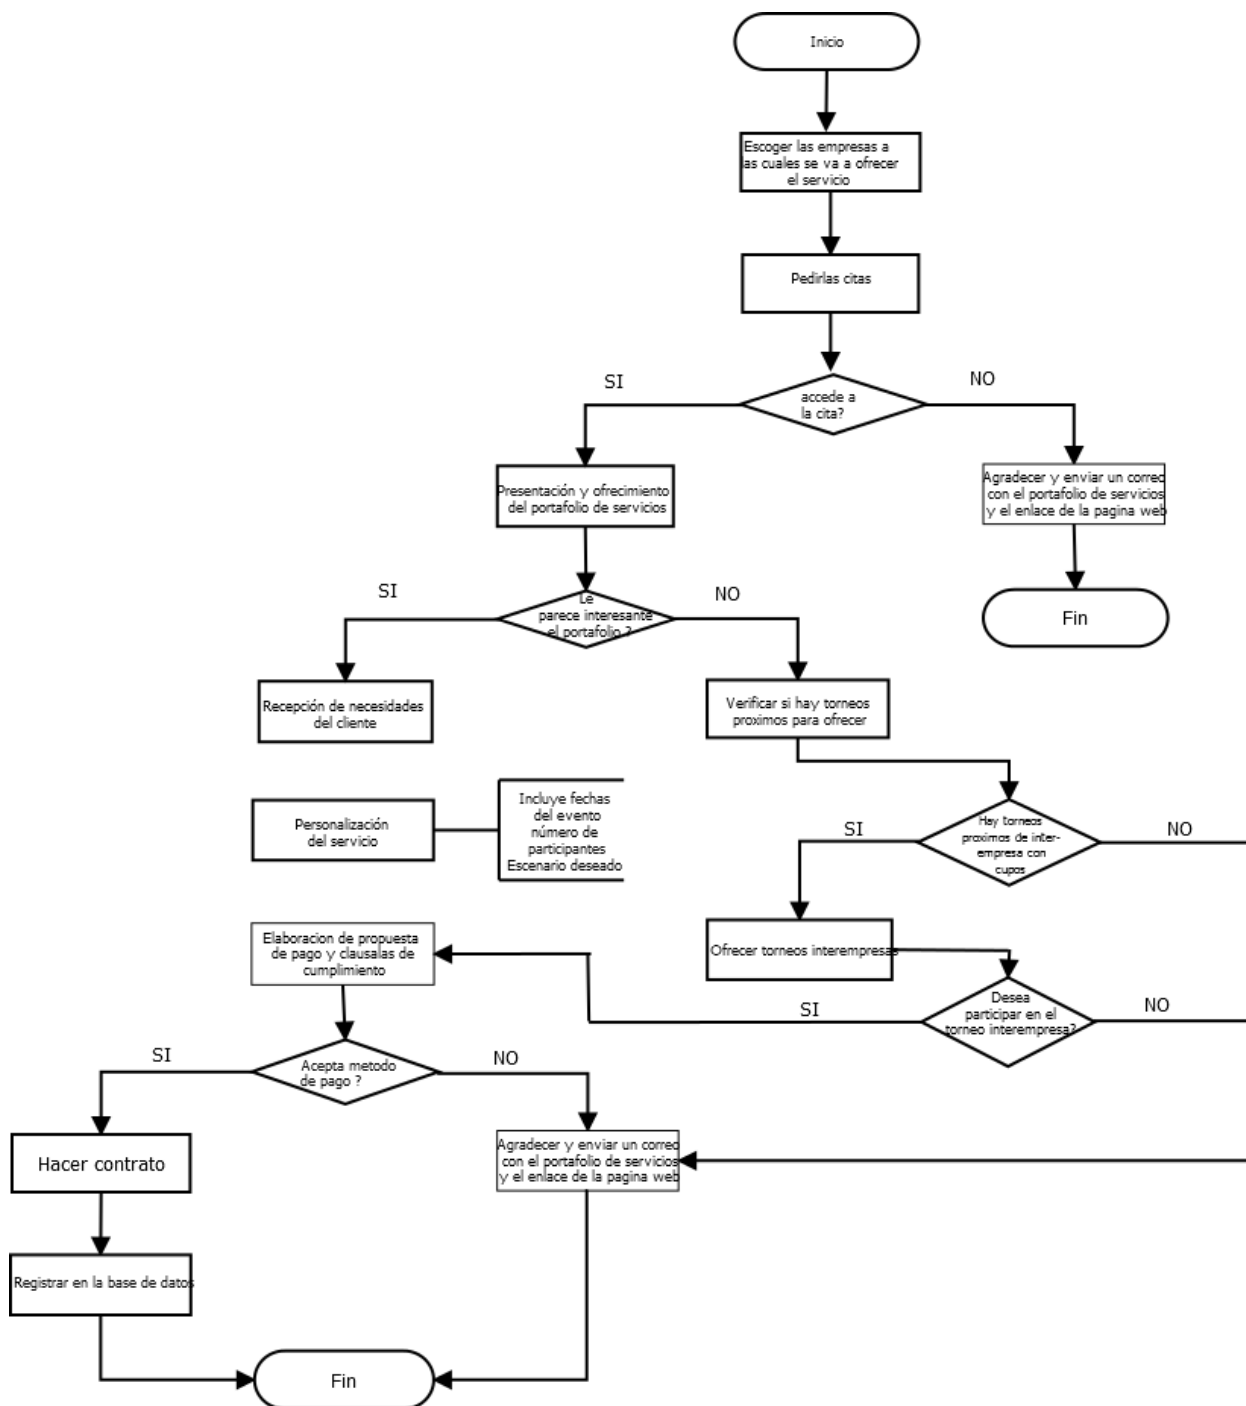 Inicio
Escoger las empresas a
las cuales se va a ofrecer
el servicio
Pedirlas citas
SI
NO
accede a
la cita?
Presentación y ofrecimiento
del portafolio de servicios
Agradecer y enviar un correo
con el portafolio de servicios
y el enlace de la pagina web
SI
NO
Le
parece interesante
el portafolio ?
Fin
Recepción de necesidades
del cliente
Verificar si hay torneos
proximos para ofrecer
Personalización
del servicio
Incluye fechas
del evento
número de
participantes
Escenario deseado
SI
NO
Hay torneos
proximos de inter-
empresa con
cupos
Elaboracion de propuesta
de pago y clausalas de
cumplimiento
Ofrecer torneos interempresas
SI
NO
Desea
participar en el
torneo interempresa?
SI
NO
Acepta metodo
de pago ?
Hacer contrato
Agradecer y enviar un correo
con el portafolio de servicios
y el enlace de la pagina web
Registrar en la base de datos
Fin